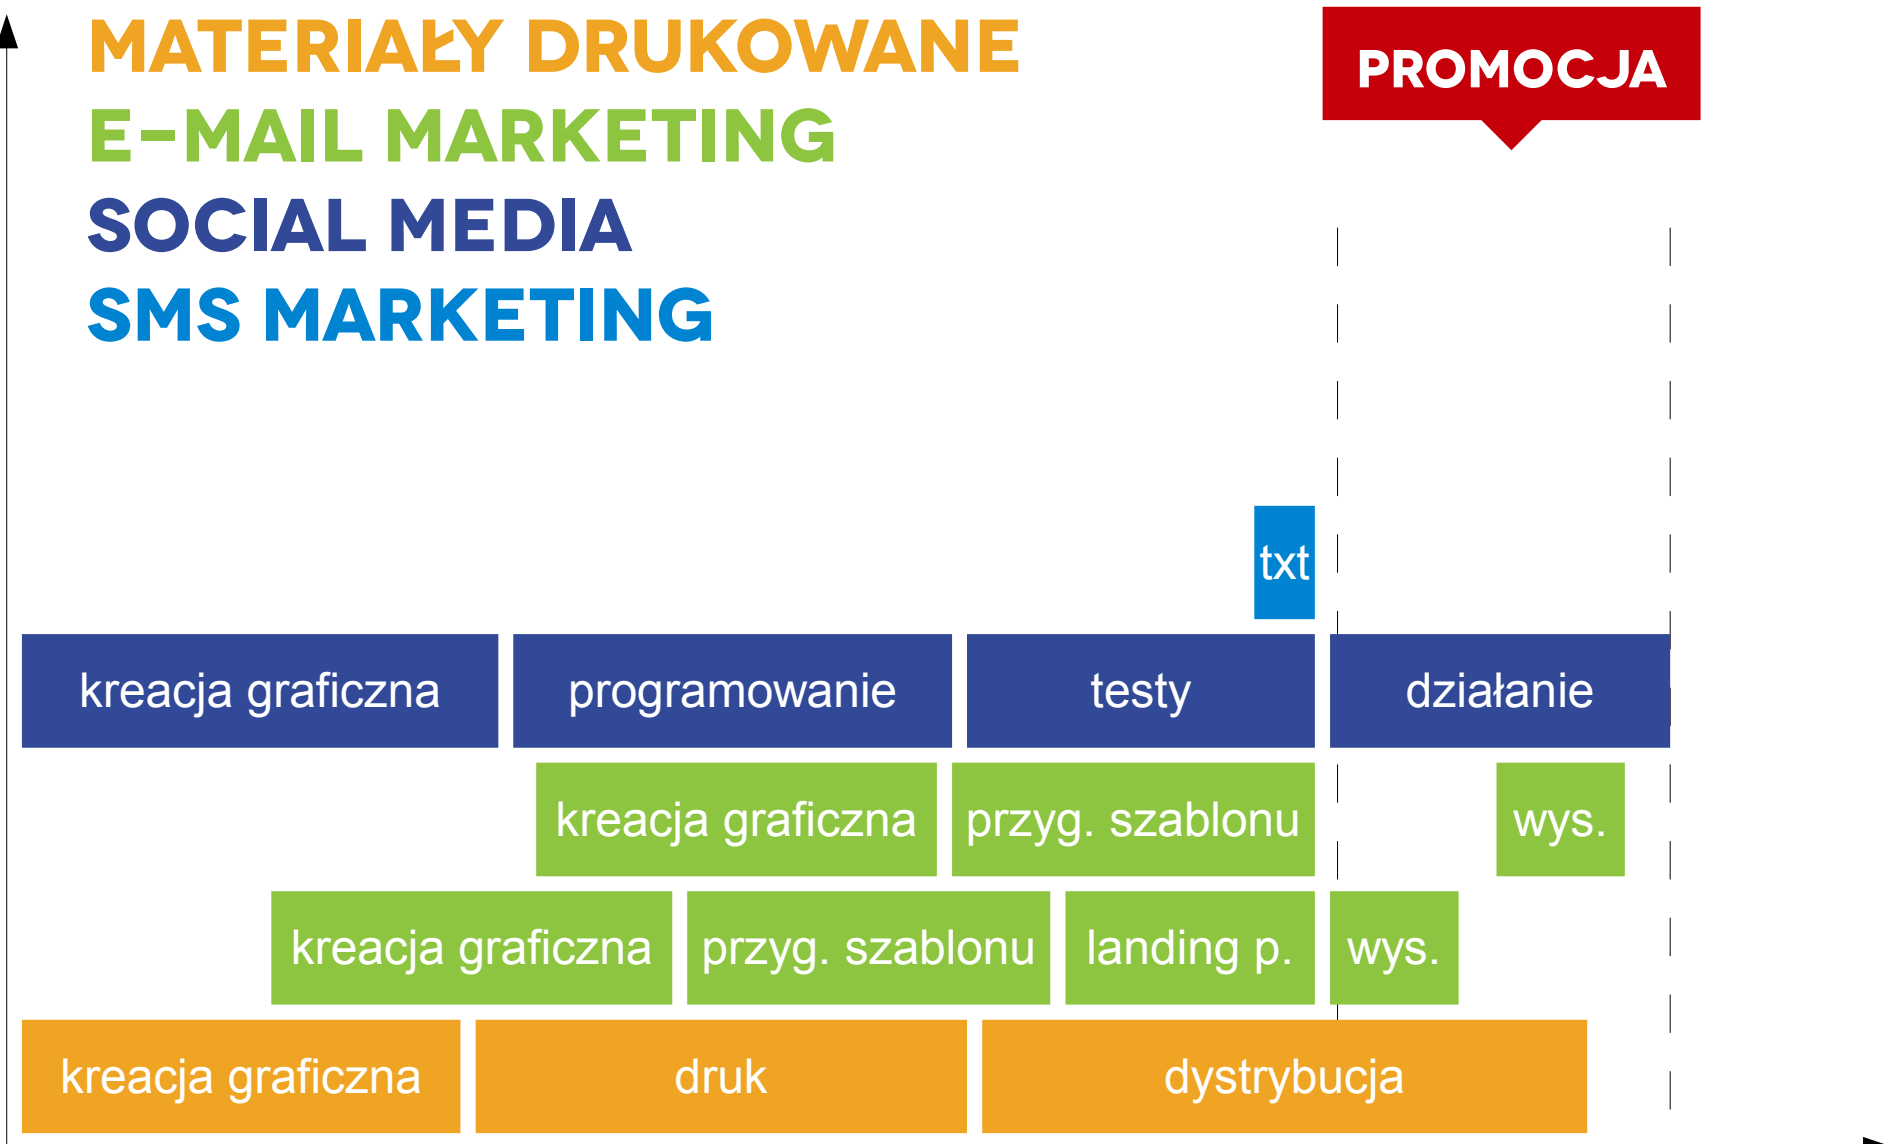 MATERIAŁY DRUKOWANE
PROMOCJA
E-MAIL MARKETING
SOCIAL MEDIA
SMS MARKETING
txt
kreacja graficzna programowanie testy działanie
kreacja graficzna przyg. szablonu wys.
kreacja graficzna przyg. szablonu landing p. wys.
kreacja graficzna druk dystrybucja